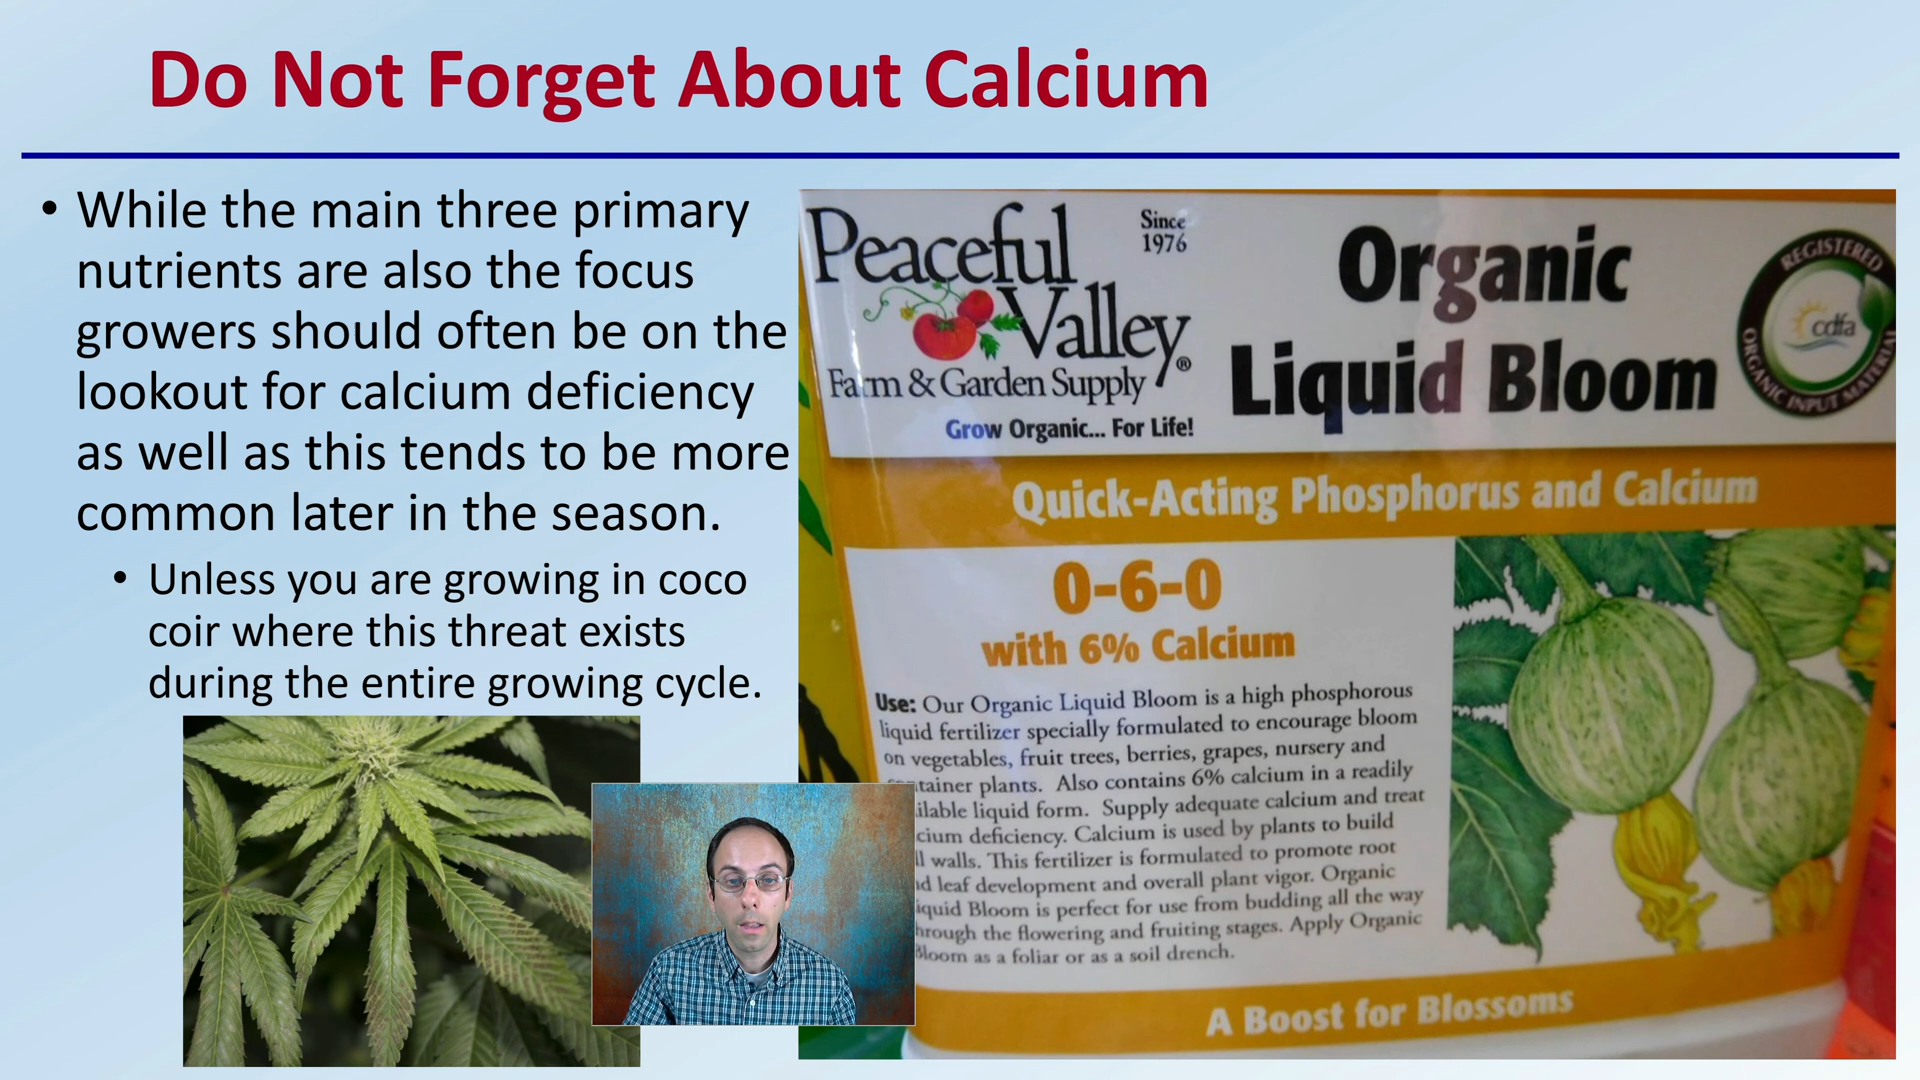 Do Not Forget About Calcium
• While the main three primary
nutrients are also the focus
growers should often be on the
lookout for calcium deficiency
as well as this tends to be more
common later in the season.
• Unless you are growing in coco
coir where this threat exists
during the entire growing cycle.
Peaceful
Valley®
Since
1976
Farm & Garden Supply
Grow Organic... For Life!
Organic
Liquid Bloom
REGISTERED
cdfa
ORGANIC INPUT MATERIAL
Quick-Acting Phosphorus and Calcium
0-6-0
with 6% Calcium
Use: Our Organic Liquid Bloom is a high phosphorous
liquid fertilizer specially formulated to encourage bloom
on vegetables, fruit trees, berries, grapes, nursery and
plants. Also contains 6% calcium in a readily
liquid form. Supply adequate calcium and treat
deficiency. Calcium is used by plants to build
walls. This fertilizer is formulated to promote root
leaf development and overall plant vigor. Organic
Bloom is perfect for use from budding all the way
the flowering and fruiting stages. Apply Organic
Bloom as a foliar or as a soil drench.
A Boost for Blossoms